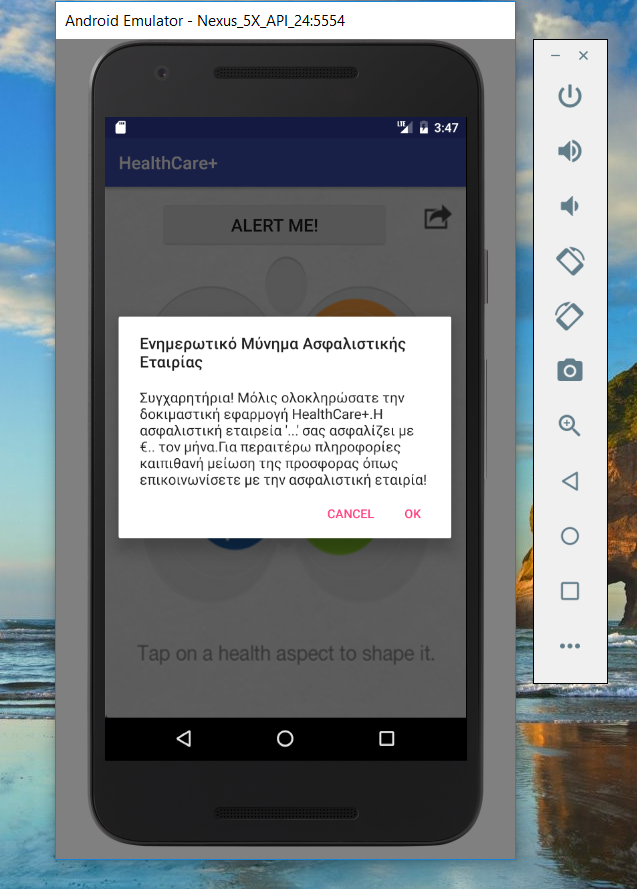 Android Emulator - Nexus_5X_API_24:5554
LTE 3:47
HealthCare+
ALERT ME!
Ενημερωτικό Μύνημα Ασφαλιστικής
Εταιρίας
Συγχαρητήρια! Μόλις ολοκληρώσατε την
δοκιμαστική εφαρμογή HealthCare+.Η
ασφαλιστική εταιρεία '...' σας ασφαλίζει με
€.. τον μήνα.Για περαιτέρω πληροφορίες
καιπιθανή μείωση της προσφορας όπως
επικοινωνίσετε με την ασφαλιστική εταιρία!
CANCEL OK
Tap on a health aspect to shape it.